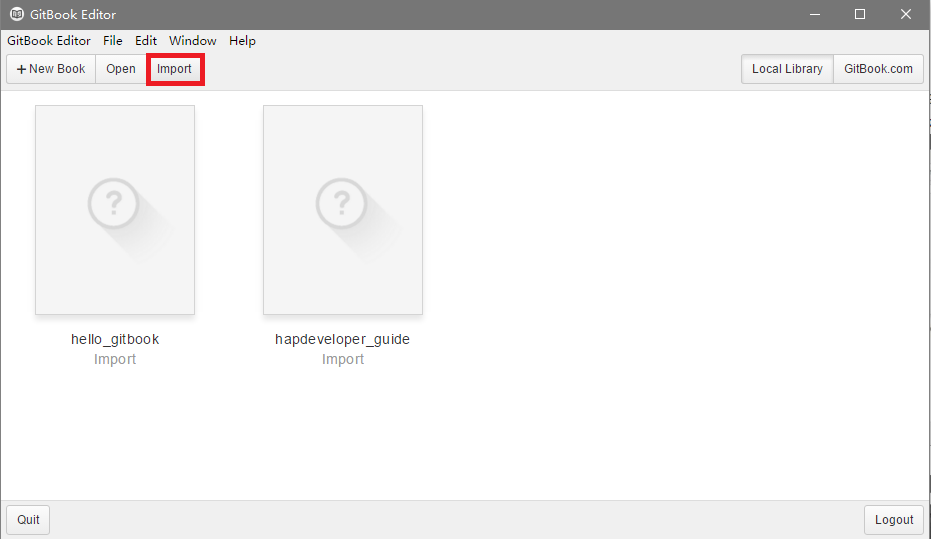 GitBook Editor
GitBook Editor File Edit Window Help
+ New Book Open Import Local Library GitBook.com
? ?
hello_gitbook hapdeveloper_guide
Import Import
Quit Logout